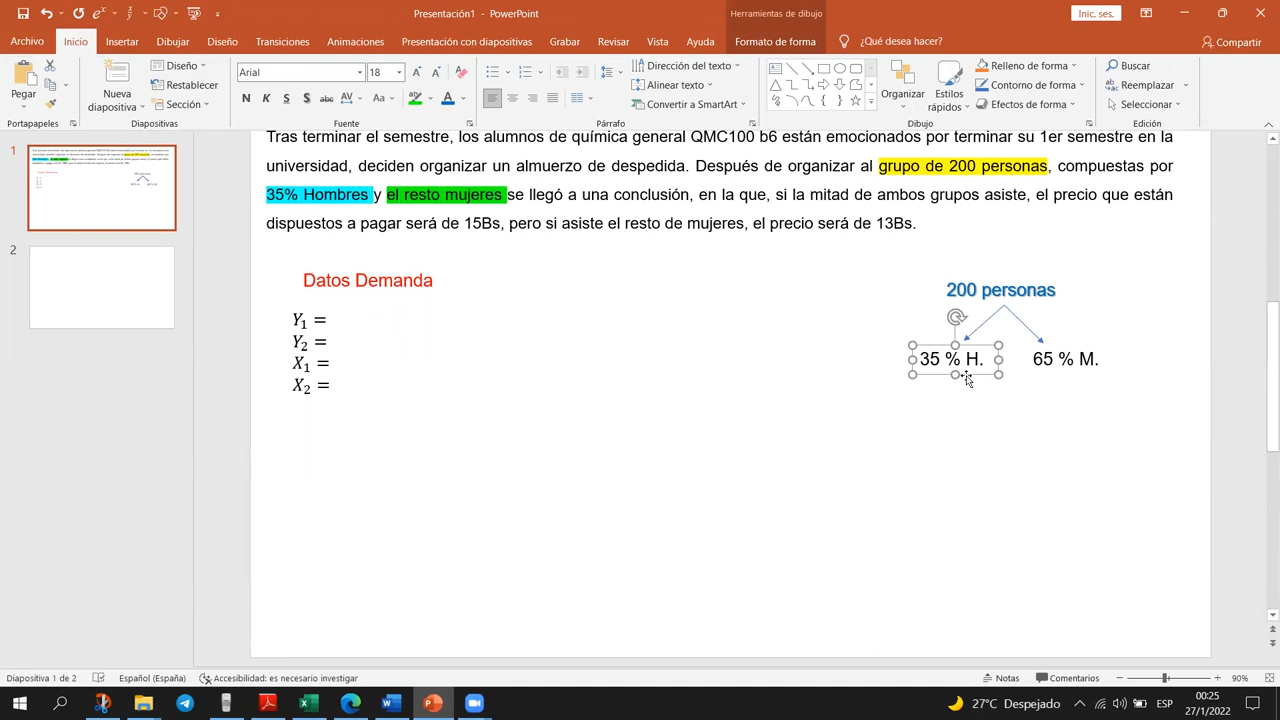 Presentación1 - PowerPoint
Herramientas de dibujo
Inic. ses.
Archivo Inicio Insertar Dibujar Diseño Transiciones Animaciones Presentación con diapositivas Grabar Revisar Vista Ayuda Formato de forma ¿Qué desea hacer? Compartir
Pegar
Portapapeles
Nueva diapositiva
Diseño
Restablecer
Sección
Diapositivas
Arial 18
N K S S abc AV Aa A
Fuente
Dirección del texto
Alinear texto
Convertir a SmartArt
Párrafo
Organizar
Estilos rápidos
Relleno de forma
Contorno de forma
Efectos de forma
Dibujo
Buscar
Reemplazar
Seleccionar
Edición
1
2
Tras terminar el semestre, los alumnos de química general QMC100 b6 están emocionados por terminar su 1er semestre en la
universidad, deciden organizar un almuerzo de despedida. Después de organizar al grupo de 200 personas, compuestas por
35% Hombres y el resto mujeres se llegó a una conclusión, en la que, si la mitad de ambos grupos asiste, el precio que están
dispuestos a pagar será de 15Bs, pero si asiste el resto de mujeres, el precio será de 13Bs.
Datos Demanda
Y₁ =
Y₂ =
X₁ =
X₂ =
200 personas
35 % H. 65 % M.
Diapositiva 1 de 2 Español (España) Accesibilidad: es necesario investigar Notas Comentarios 90%
27°C Despejado ESP 00:25
27/1/2022